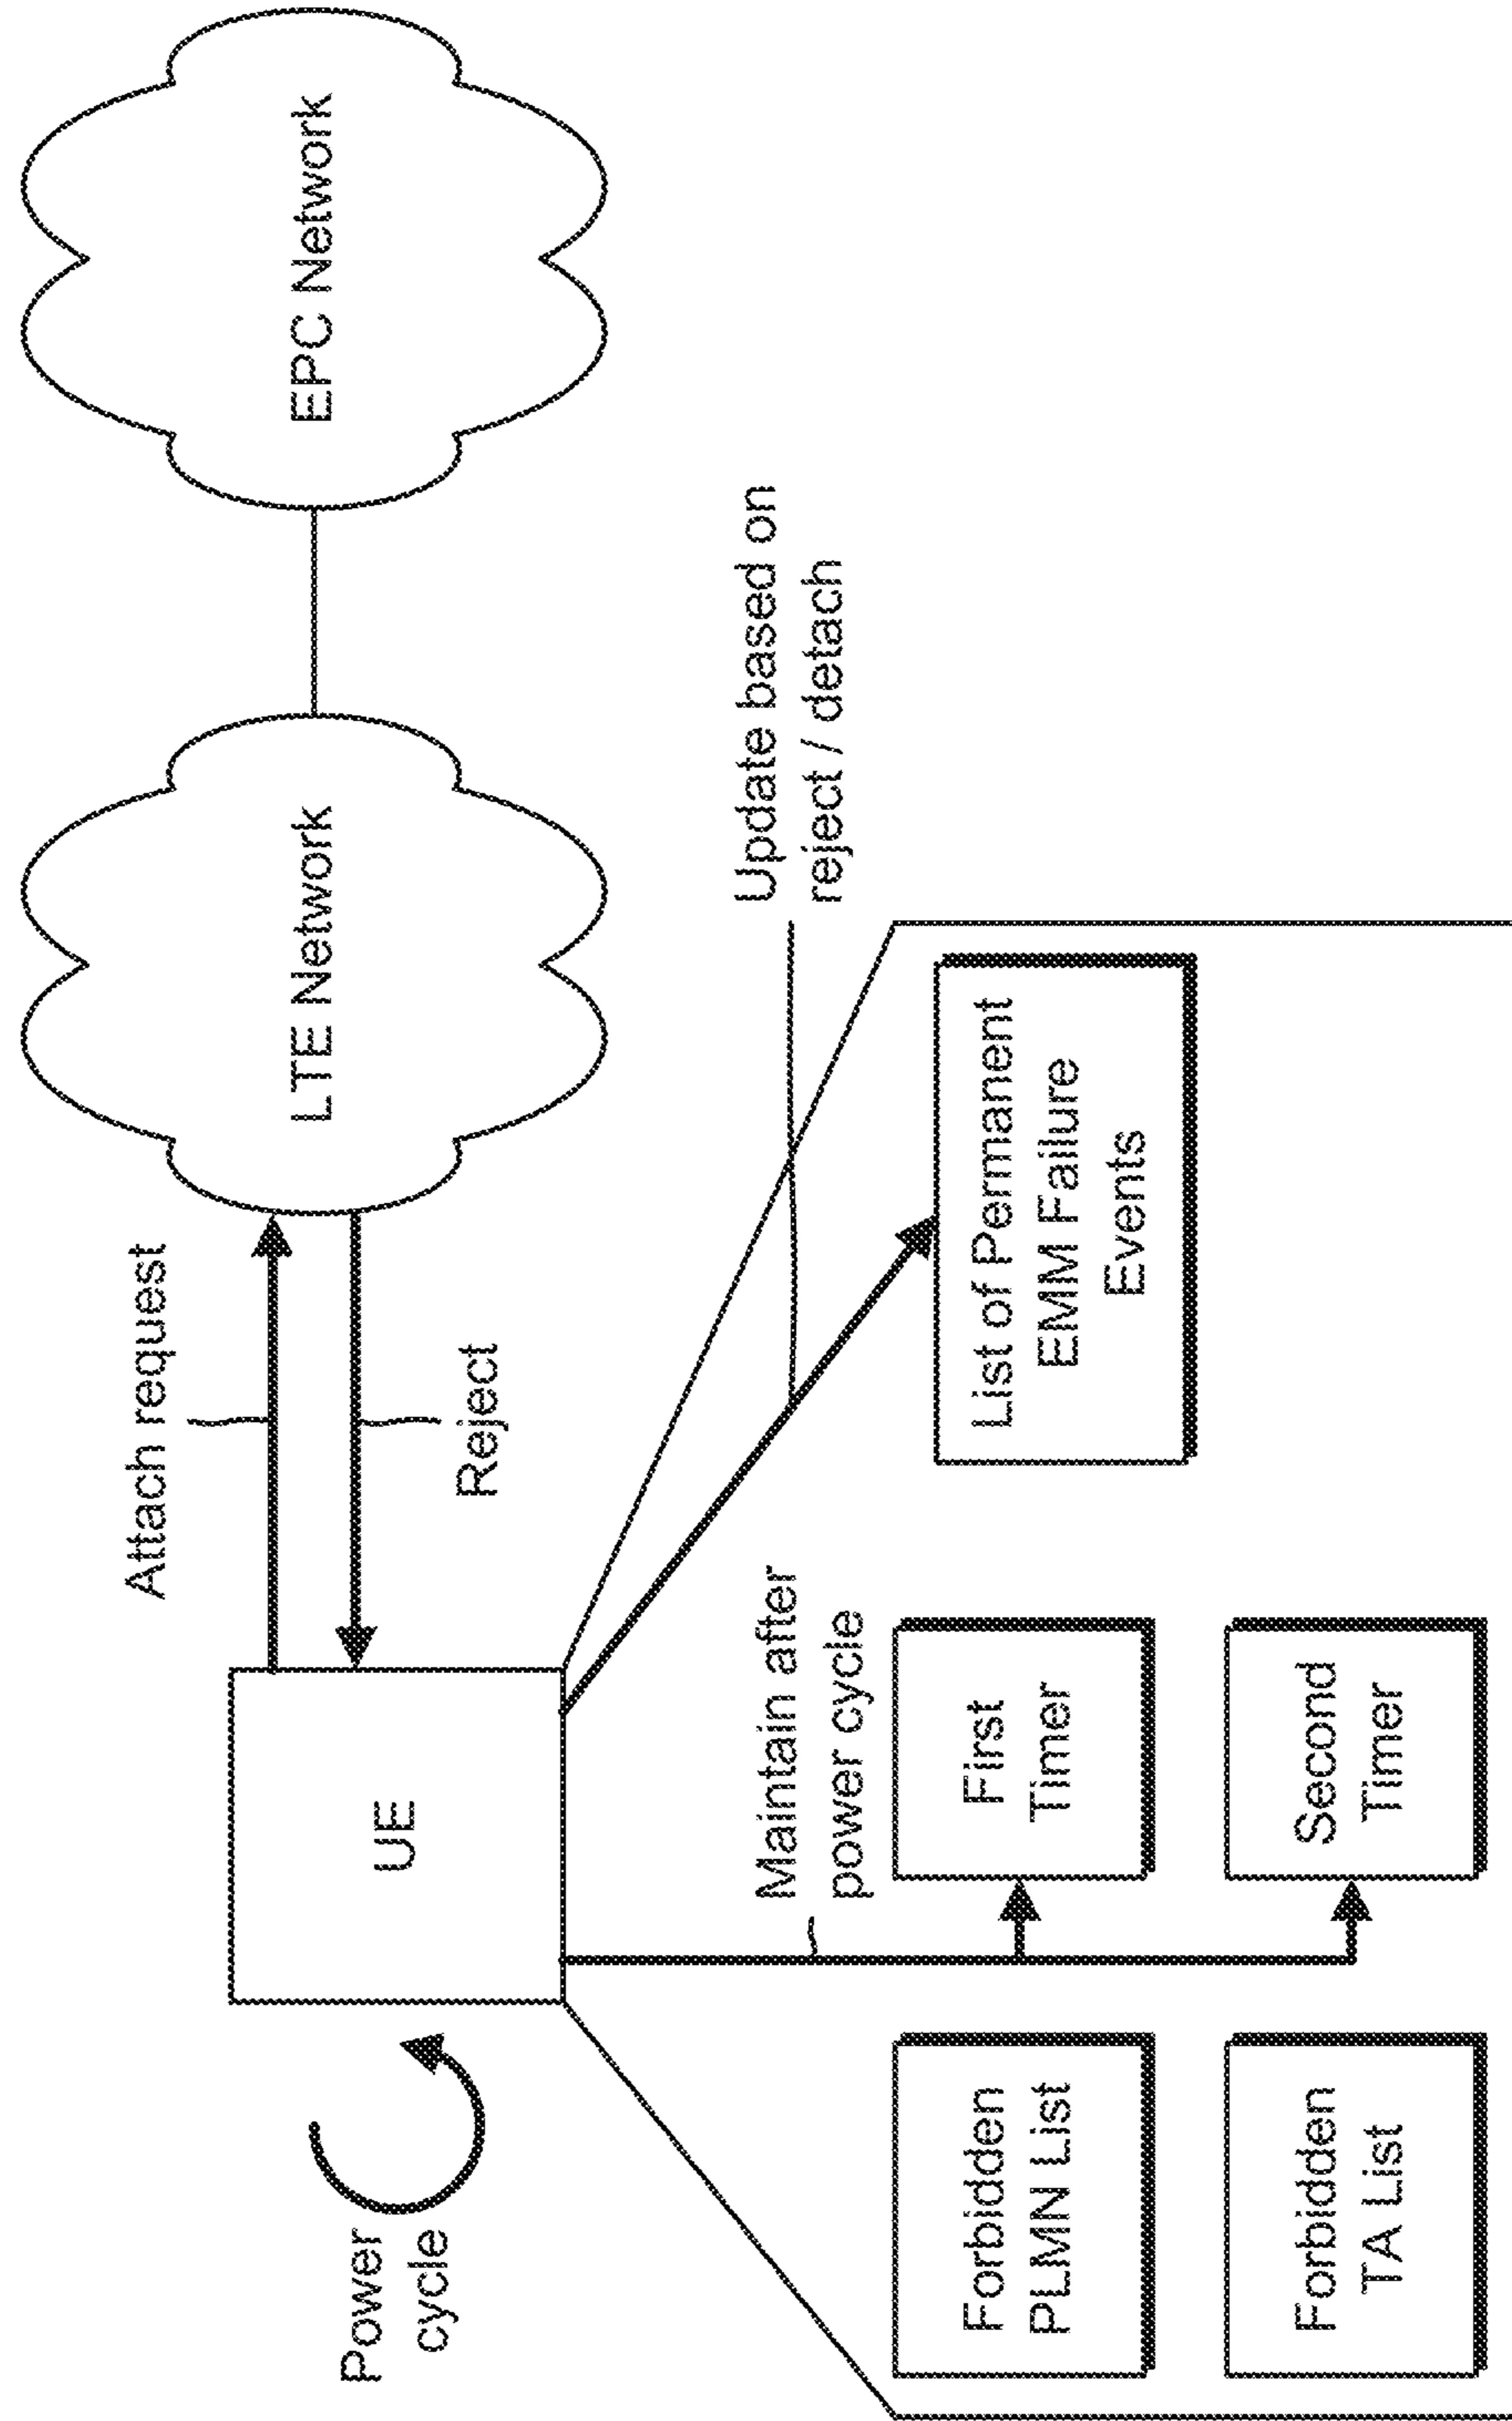 Attach request
Reject
LTE Network
EPC Network
Power
cycle
UE
Update based on
reject / detach
Maintain after
power cycle
Forbidden
PLMN List
First
Timer
List of Permanent
EMM Failure
Events
Forbidden
TA List
Second
Timer